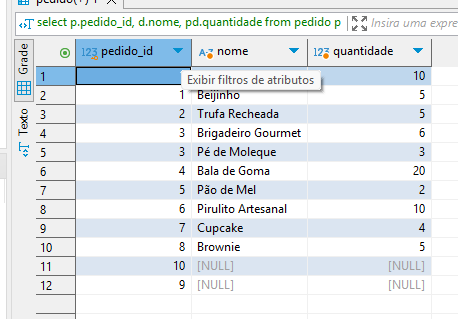 pedido(+) 1
select p.pedido_id, d.nome, pd.quantidade from pedido p
Insira uma expre
Grade
Texto
123 pedido_id A-Z nome 123 quantidade
Exibir filtros de atributos
1 10
2 1 Beijinho 5
3 2 Trufa Recheada 5
4 3 Brigadeiro Gourmet 6
5 3 Pé de Moleque 3
6 4 Bala de Goma 20
7 5 Pão de Mel 2
8 6 Pirulito Artesanal 10
9 7 Cupcake 4
10 8 Brownie 5
11 10 [NULL] [NULL]
12 9 [NULL] [NULL]